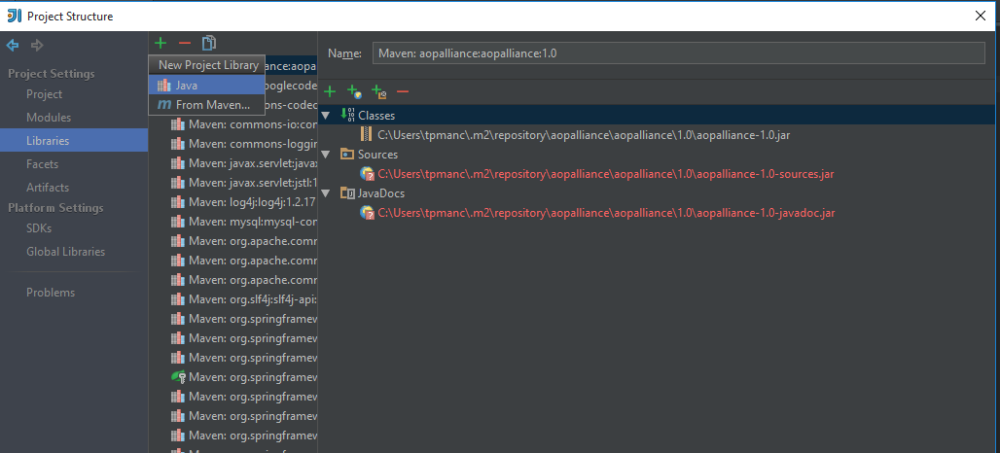 Project Structure
Project Settings
Project
Modules
Libraries
Facets
Artifacts
Platform Settings
SDKs
Global Libraries
Problems
New Project Library
Java
From Maven...
ance:aopa
ooglecode
mons-codec
Maven: commons-io:con
Maven: commons-loggin
Maven: javax.servlet:javax
Maven: javax.servlet:jstl:1
Maven: log4j:log4j:1.2.17
Maven: mysql:mysql-con
Maven: org.apache.comm
Maven: org.apache.comm
Maven: org.apache.comm
Maven: org.slf4j:slf4j-api:
Maven: org.springframew
Maven: org.springframew
Maven: org.springframew
Maven: org.springframew
Maven: org.springframew
Maven: org.springframew
Maven: org.springframew
Name: Maven: aopalliance:aopalliance:1.0
Classes
C:\Users\tpmanc\.m2\repository\aopalliance\aopalliance\1.0\aopalliance-1.0.jar
Sources
C:\Users\tpmanc\.m2\repository\aopalliance\aopalliance\1.0\aopalliance-1.0-sources.jar
JavaDocs
C:\Users\tpmanc\.m2\repository\aopalliance\aopalliance\1.0\aopalliance-1.0-javadoc.jar